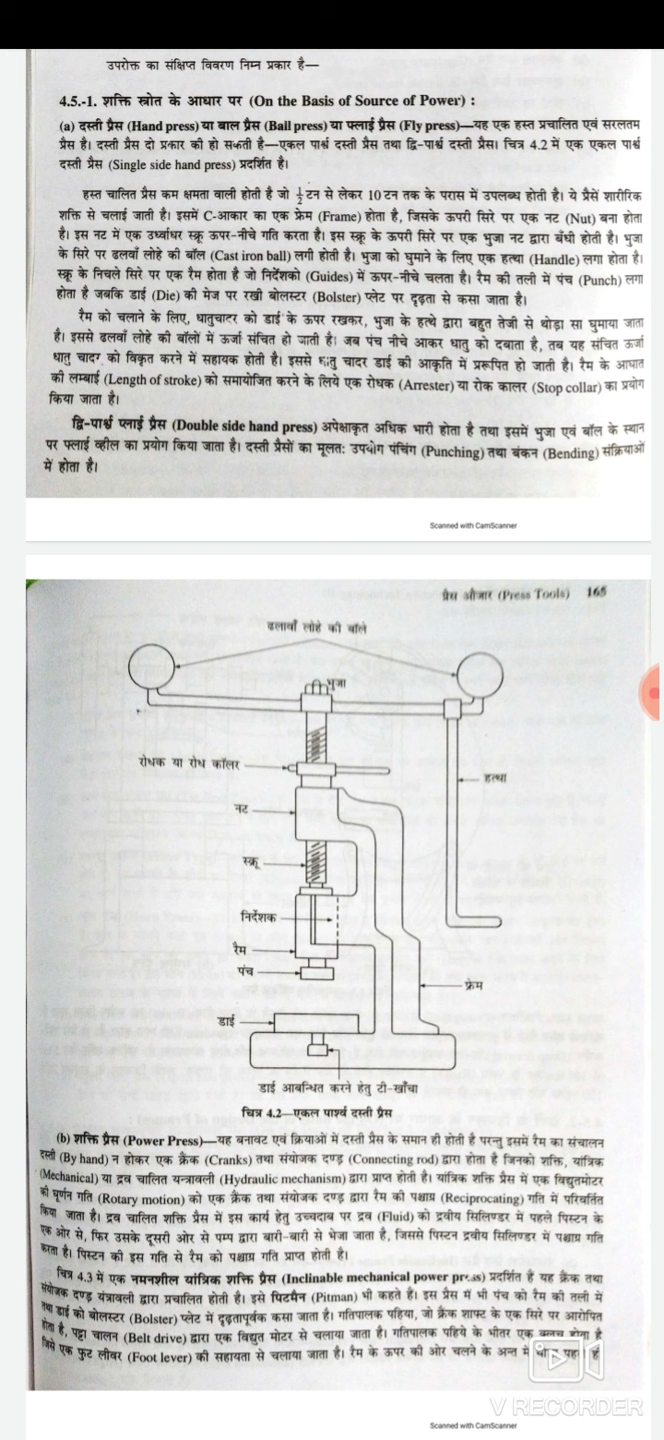 उपरोक्त का संक्षिप्त विवरण निम्न प्रकार है—
4.5.-1. शक्ति स्त्रोत के आधार पर (On the Basis of Source of Power) :
(a) दस्ती प्रैस (Hand press) या बाल प्रैस (Ball press) या फ्लाई प्रैस (Fly press)—यह एक हस्त प्रचालित एवं सरलतम
प्रैस है। दस्ती प्रैस दो प्रकार की हो सकती है—एकल पार्श्व दस्ती प्रैस तथा द्वि-पार्श्व दस्ती प्रैस। चित्र 4.2 में एक एकल पार्श्व
दस्ती प्रैस (Single side hand press) प्रदर्शित है।
हस्त चालित प्रैस कम क्षमता वाली होती है जो ½ टन से लेकर 10 टन तक के परास में उपलब्ध होती है। ये प्रैसें शारीरिक
शक्ति से चलाई जाती है। इसमें C-आकार का एक फ्रेम (Frame) होता है, जिसके ऊपरी सिरे पर एक नट (Nut) बना होता
है। इस नट में एक उर्ध्वाधर स्क्रू ऊपर-नीचे गति करता है। इस स्क्रू के ऊपरी सिरे पर एक भुजा नट द्वारा बँधी होती है। भुजा
के सिरे पर ढलवाँ लोहे की बॉल (Cast iron ball) लगी होती है। भुजा को घुमाने के लिए एक हत्था (Handle) लगा होता है।
स्क्रू के निचले सिरे पर एक रैम होता है जो निर्देशकों (Guides) में ऊपर-नीचे चलता है। रैम की तली में पंच (Punch) लगा
होता है जबकि डाई (Die) की मेज पर रखी बोलस्टर (Bolster) प्लेट पर दृढ़ता से कसा जाता है।
रैम को चलाने के लिए, धातुचादर को डाई के ऊपर रखकर, भुजा के हत्थे द्वारा बहुत तेजी से थोड़ा सा घुमाया जाता
है। इससे ढलवाँ लोहे की बॉलों में ऊर्जा संचित हो जाती है। जब पंच नीचे आकर धातु को दबाता है, तब यह संचित ऊर्जा
धातु चादर को विकृत करने में सहायक होती है। इससे धातु चादर डाई की आकृति में प्ररूपित हो जाती है। रैम के आघात
की लम्बाई (Length of stroke) को समायोजित करने के लिये एक रोधक (Arrester) या रोक कालर (Stop collar) का प्रयोग
किया जाता है।
द्वि-पार्श्व प्लाई प्रैस (Double side hand press) अपेक्षाकृत अधिक भारी होता है तथा इसमें भुजा एवं बॉल के स्थान
पर फ्लाई व्हील का प्रयोग किया जाता है। दस्ती प्रैसों का मूलतः उपयोग पंचिंग (Punching) तथा बंकन (Bending) संक्रियाओं
में होता है।
Scanned with CamScanner
प्रैस औजार (Press Tools) 165
ढलावाँ लोहे की बॉले
भुजा
रोधक या रोध कॉलर
हत्था
नट
स्क्रू
निर्देशक
रैम
पंच
फ्रेम
डाई
डाई आबन्धित करने हेतु टी-खाँचा
चित्र 4.2—एकल पार्श्व दस्ती प्रैस
(b) शक्ति प्रैस (Power Press)—यह बनावट एवं क्रियाओं में दस्ती प्रैस के समान ही होती है परन्तु इसमें रैम का संचालन
दस्ती (By hand) न होकर एक क्रैंक (Cranks) तथा संयोजक दण्ड (Connecting rod) द्वारा होता है जिनको शक्ति, यांत्रिक
(Mechanical) या द्रव चालित यन्त्रावली (Hydraulic mechanism) द्वारा प्राप्त होती है। यांत्रिक शक्ति प्रैस में एक विद्युतमोटर
की घूर्णन गति (Rotary motion) को एक क्रैंक तथा संयोजक दण्ड द्वारा रैम की पश्चाग्र (Reciprocating) गति में परिवर्तित
किया जाता है। द्रव चालित शक्ति प्रैस में इस कार्य हेतु उच्चदाब पर द्रव (Fluid) को द्रवीय सिलिण्डर में पहले पिस्टन के
एक ओर से, फिर उसके दूसरी ओर से पम्प द्वारा बारी-बारी से भेजा जाता है, जिससे पिस्टन द्रवीय सिलिण्डर में पश्चाग्र गति
करता है। पिस्टन की इस गति से रैम को पश्चाग्र गति प्राप्त होती है।
चित्र 4.3 में एक नमनशील यांत्रिक शक्ति प्रैस (Inclinable mechanical power press) प्रदर्शित है यह क्रैंक तथा
संयोजक दण्ड यंत्रावली द्वारा प्रचालित होती है। इसे पिटमैन (Pitman) भी कहते हैं। इस प्रैस में भी पंच को रैम की तली में
तथा डाई को बोलस्टर (Bolster) प्लेट में दृढ़तापूर्वक कसा जाता है। गतिपालक पहिया, जो क्रैंक शाफ्ट के एक सिरे पर आरोपित
होता है, पट्टा चालन (Belt drive) द्वारा एक विद्युत मोटर से चलाया जाता है। गतिपालक पहिये के भीतर एक क्लच होता है
जिसे एक फुट लीवर (Foot lever) की सहायता से चलाया जाता है। रैम के ऊपर की ओर चलने के अन्त में
V RECORDER
Scanned with CamScanner